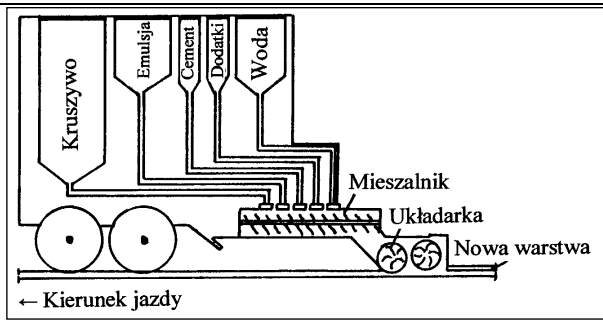 Kruszywo
Emulsja
Cement
Dodatki
Woda
Mieszalnik
Układarka
Nowa warstwa
← Kierunek jazdy